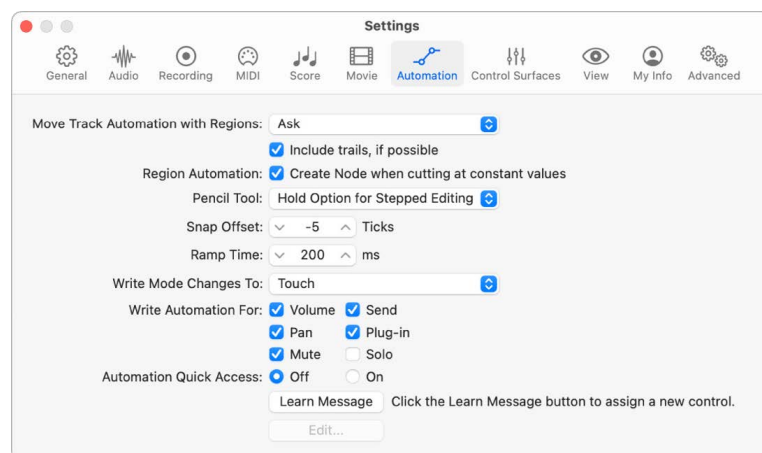 Settings
General Audio Recording MIDI Score Movie Automation Control Surfaces View My Info Advanced
Move Track Automation with Regions: Ask
Include trails, if possible
Region Automation: Create Node when cutting at constant values
Pencil Tool: Hold Option for Stepped Editing
Snap Offset: -5 Ticks
Ramp Time: 200 ms
Write Mode Changes To: Touch
Write Automation For: Volume Send
Pan Plug-in
Mute Solo
Automation Quick Access: Off On
Learn Message Click the Learn Message button to assign a new control.
Edit...